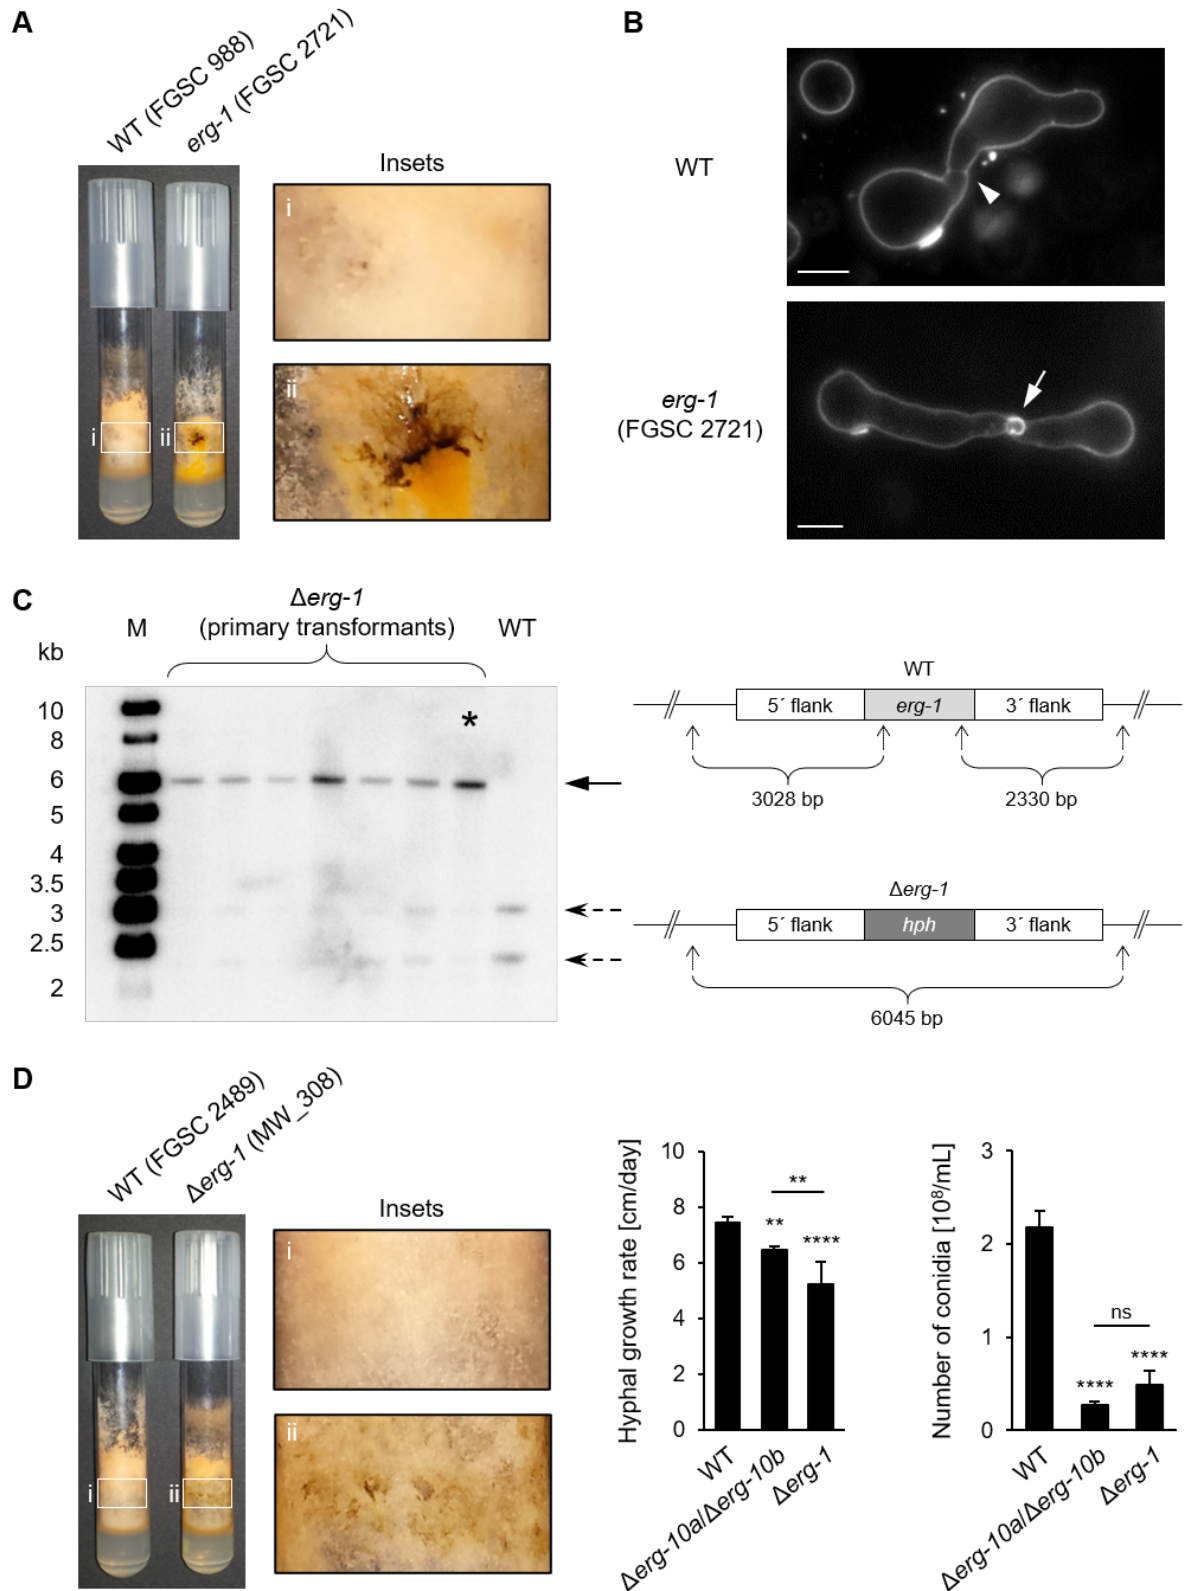 A
WT (FGSC 988)
erg-1 (FGSC 2721)
Insets
i
ii
i
ii
B
WT
erg-1
(FGSC 2721)
C
Δerg-1
(primary transformants)
M
WT
kb
10
8
6
5
4
3.5
3
2.5
2
*
WT
5´ flank
erg-1
3´ flank
3028 bp
2330 bp
Δerg-1
5´ flank
hph
3´ flank
6045 bp
D
WT (FGSC 2489)
Δerg-1 (MW_308)
Insets
i
ii
i
ii
Hyphal growth rate [cm/day]
10
8
6
4
2
0
**
**
****
WT
Δerg-10a/Δerg-10b
Δerg-1
Number of conidia [10⁸/mL]
3
2
1
0
ns
****
****
WT
Δerg-10a/Δerg-10b
Δerg-1